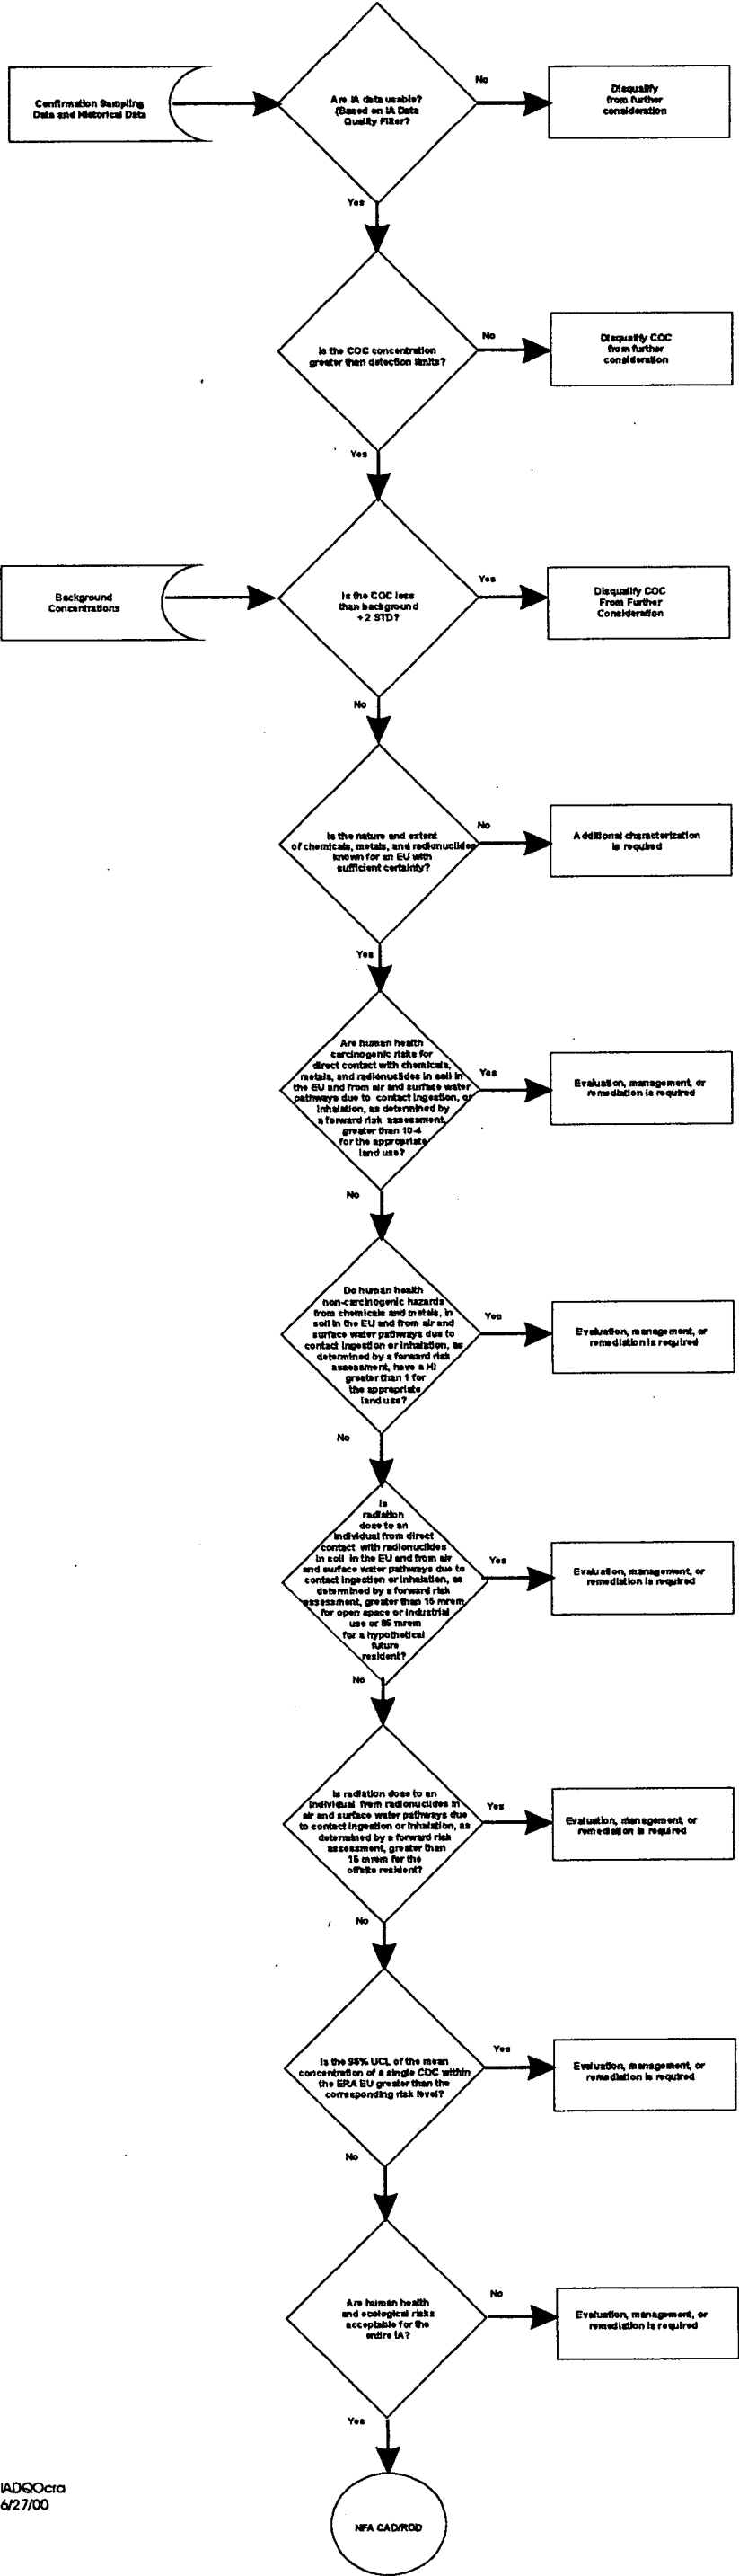 Confirmation Sampling
Data and Historical Data
Are IA data usable?
(Based on IA Data
Quality Filter?
No
Disqualify
from further
consideration
Yes
Is the COC concentration
greater than detection limits?
No
Disqualify COC
from further
consideration
Yes
Background
Concentrations
Is the COC less
than background
+ 2 STD?
Yes
Disqualify COC
From Further
Consideration
No
Is the nature and extent
of chemicals, metals, and radionuclides
known for an EU with
sufficient certainty?
No
Additional characterization
is required
Yes
Are human health
carcinogenic risks for
direct contact with chemicals,
metals, and radionuclides in soil in
the EU and from air and surface water
pathways due to contact ingestion, or
inhalation, as determined by
a forward risk assessment,
greater than 10-4
for the appropriate
land use?
Yes
Evaluation, management, or
remediation is required
No
Do human health
non-carcinogenic hazards
from chemicals and metals, in
soil in the EU and from air and
surface water pathways due to
contact ingestion or inhalation, as
determined by a forward risk
assessment, have a HI
greater than 1 for
the appropriate
land use?
Yes
Evaluation, management, or
remediation is required
No
Is
radiation
dose to an
individual from direct
contact with radionuclides
in soil in the EU and from air
and surface water pathways due to
contact ingestion or inhalation, as
determined by a forward risk
assessment, greater than 15 mrem
for open space or industrial
use or 85 mrem
for a hypothetical
future
resident?
Yes
Evaluation, management, or
remediation is required
No
Is radiation dose to an
individual from radionuclides in
air and surface water pathways due
to contact ingestion or inhalation, as
determined by a forward risk
assessment, greater than
15 mrem for the
offsite resident?
Yes
Evaluation, management, or
remediation is required
No
Is the 95% UCL of the mean
concentration of a single COC within
the ERA EU greater than the
corresponding risk level?
Yes
Evaluation, management, or
remediation is required
No
Are human health
and ecological risks
acceptable for the
entire IA?
No
Evaluation, management, or
remediation is required
Yes
NFA CAD/ROD
IADQOcra
6/27/00